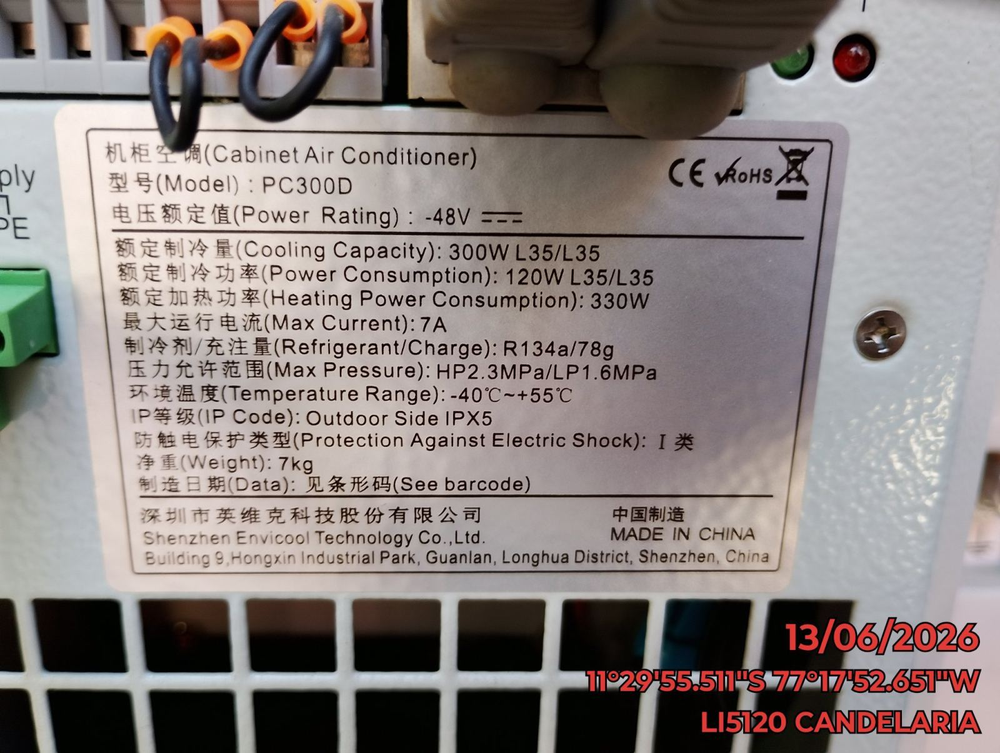 ply
PE
机柜空调(Cabinet Air Conditioner)
型号(Model) : PC300D
CE RoHS
电压额定值(Power Rating) : -48V
额定制冷量(Cooling Capacity): 300W L35/L35
额定制冷功率(Power Consumption): 120W L35/L35
额定加热功率(Heating Power Consumption): 330W
最大运行电流(Max Current): 7A
制冷剂/充注量(Refrigerant/Charge): R134a/78g
压力允许范围(Max Pressure): HP2.3MPa/LP1.6MPa
环境温度(Temperature Range): -40℃~+55℃
IP等级(IP Code): Outdoor Side IPX5
防触电保护类型(Protection Against Electric Shock): I 类
净重(Weight): 7kg
制造日期(Data): 见条形码(See barcode)
深圳市英维克科技股份有限公司
Shenzhen Envicool Technology Co.,Ltd.
中国制造
MADE IN CHINA
Building 9,Hongxin Industrial Park, Guanlan, Longhua District, Shenzhen, China
13/06/2026
11°29'55.511"S 77°17'52.651"W
LI5120 CANDELARIA